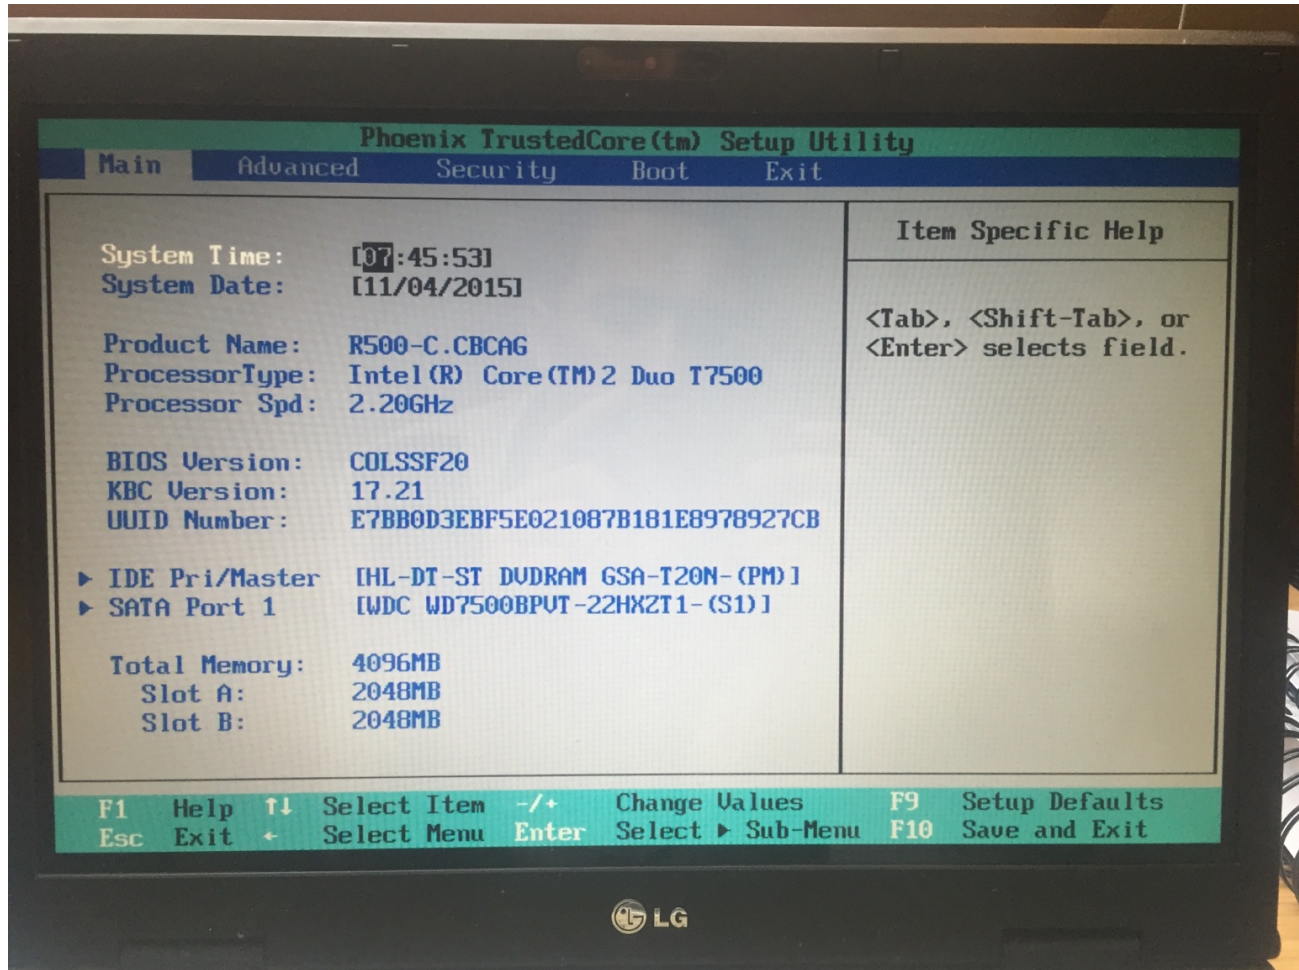 Phoenix TrustedCore(tm) Setup Utility
Main Advanced Security Boot Exit
System Time: [07:45:53]
System Date: [11/04/2015]
Product Name: R500-C.CBCAG
ProcessorType: Intel(R) Core(TM)2 Duo T7500
Processor Spd: 2.20GHz
BIOS Version: COLSSF20
KBC Version: 17.21
UUID Number: E7BB0D3EBF5E021087B181E8978927CB
IDE Pri/Master [HL-DT-ST DVDRAM GSA-T20N-(PM)]
SATA Port 1 [WDC WD7500BPVT-22HXZT1-(S1)]
Total Memory: 4096MB
Slot A: 2048MB
Slot B: 2048MB
Item Specific Help
<Tab>, <Shift-Tab>, or
<Enter> selects field.
F1 Help ↑↓ Select Item -/+ Change Values F9 Setup Defaults
Esc Exit ← Select Menu Enter Select ▶ Sub-Menu F10 Save and Exit
LG